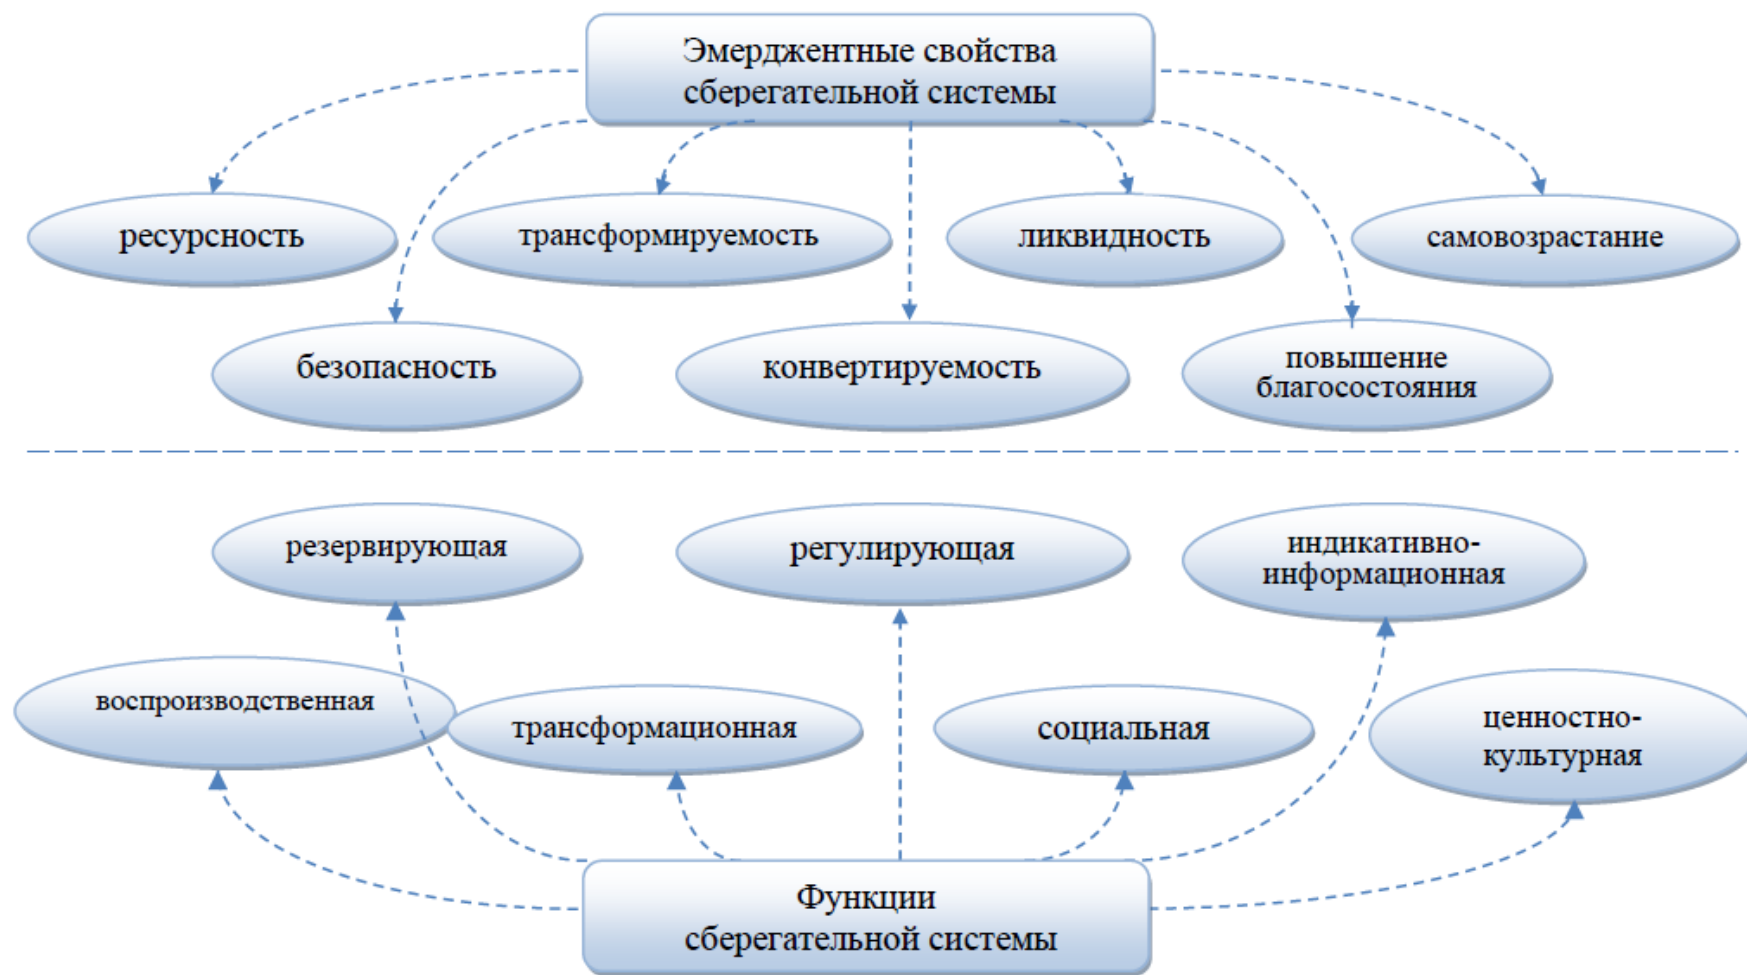 Эмерджентные свойства
сберегательной системы
ресурсность
трансформируемость
ликвидность
самовозрастание
безопасность
конвертируемость
повышение
благосостояния
резервирующая
регулирующая
индикативно-
информационная
воспроизводственная
трансформационная
социальная
ценностно-
культурная
Функции
сберегательной системы